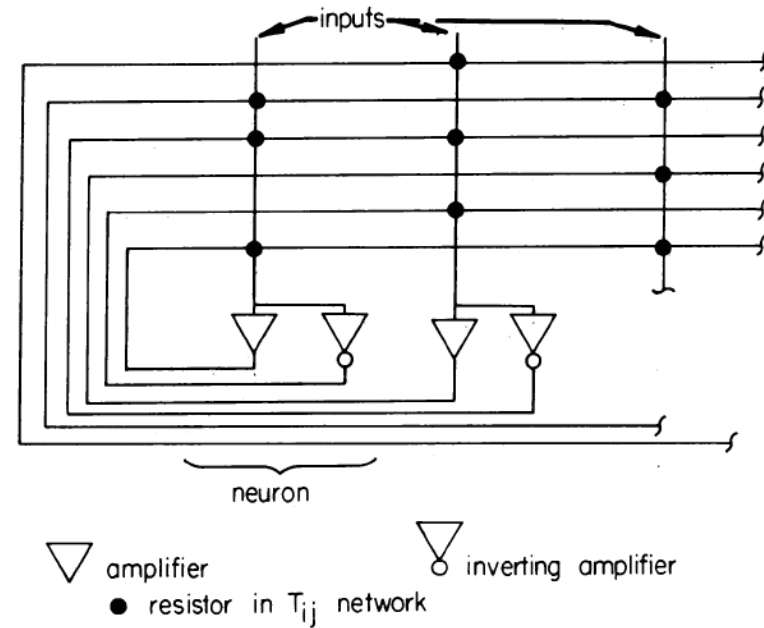 inputs
neuron
amplifier
inverting amplifier
resistor in Tij network